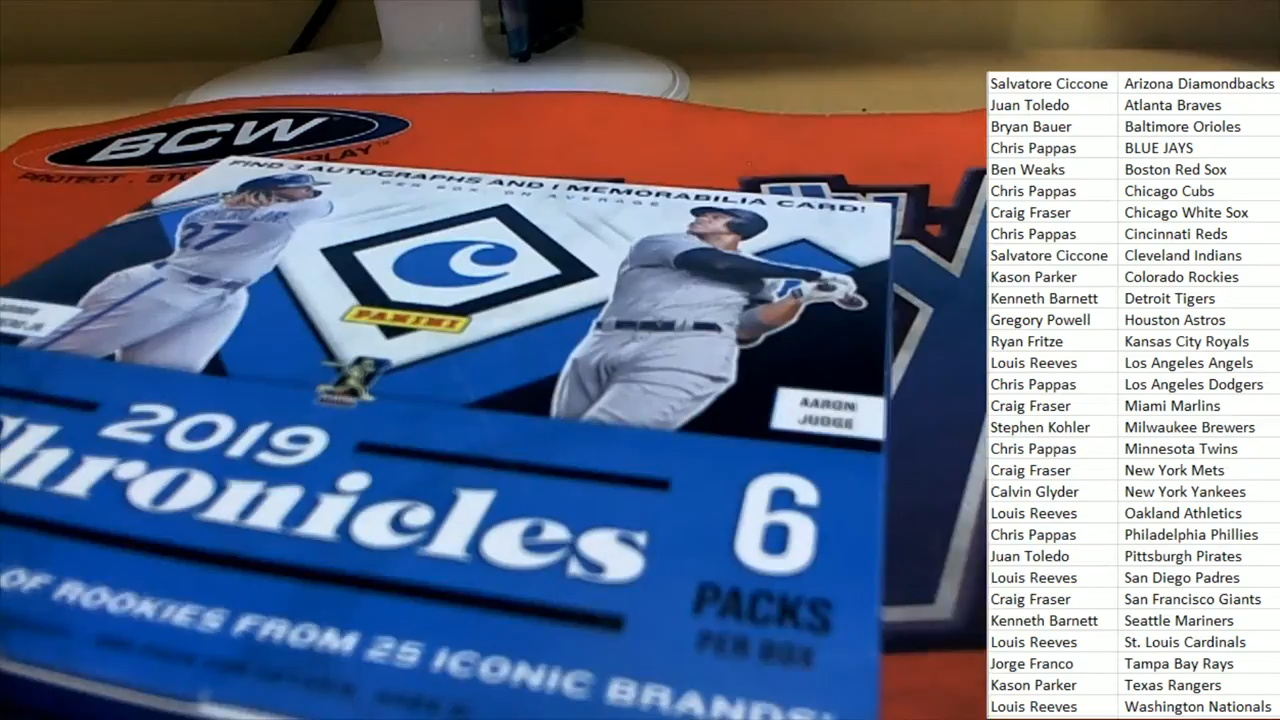 BCW
FIND 3 AUTOGRAPHS AND 1 MEMORABILIA CARD!
PER BOX, ON AVERAGE
27
PANINI
AARON
JUDGE
2019
Chronicles
6
PACKS
PER BOX
OF ROOKIES FROM 25 ICONIC BRANDS!
Salvatore Ciccone Arizona Diamondbacks
Juan Toledo Atlanta Braves
Bryan Bauer Baltimore Orioles
Chris Pappas BLUE JAYS
Ben Weaks Boston Red Sox
Chris Pappas Chicago Cubs
Craig Fraser Chicago White Sox
Chris Pappas Cincinnati Reds
Salvatore Ciccone Cleveland Indians
Kason Parker Colorado Rockies
Kenneth Barnett Detroit Tigers
Gregory Powell Houston Astros
Ryan Fritze Kansas City Royals
Louis Reeves Los Angeles Angels
Chris Pappas Los Angeles Dodgers
Craig Fraser Miami Marlins
Stephen Kohler Milwaukee Brewers
Chris Pappas Minnesota Twins
Craig Fraser New York Mets
Calvin Glyder New York Yankees
Louis Reeves Oakland Athletics
Chris Pappas Philadelphia Phillies
Juan Toledo Pittsburgh Pirates
Louis Reeves San Diego Padres
Craig Fraser San Francisco Giants
Kenneth Barnett Seattle Mariners
Louis Reeves St. Louis Cardinals
Jorge Franco Tampa Bay Rays
Kason Parker Texas Rangers
Louis Reeves Washington Nationals